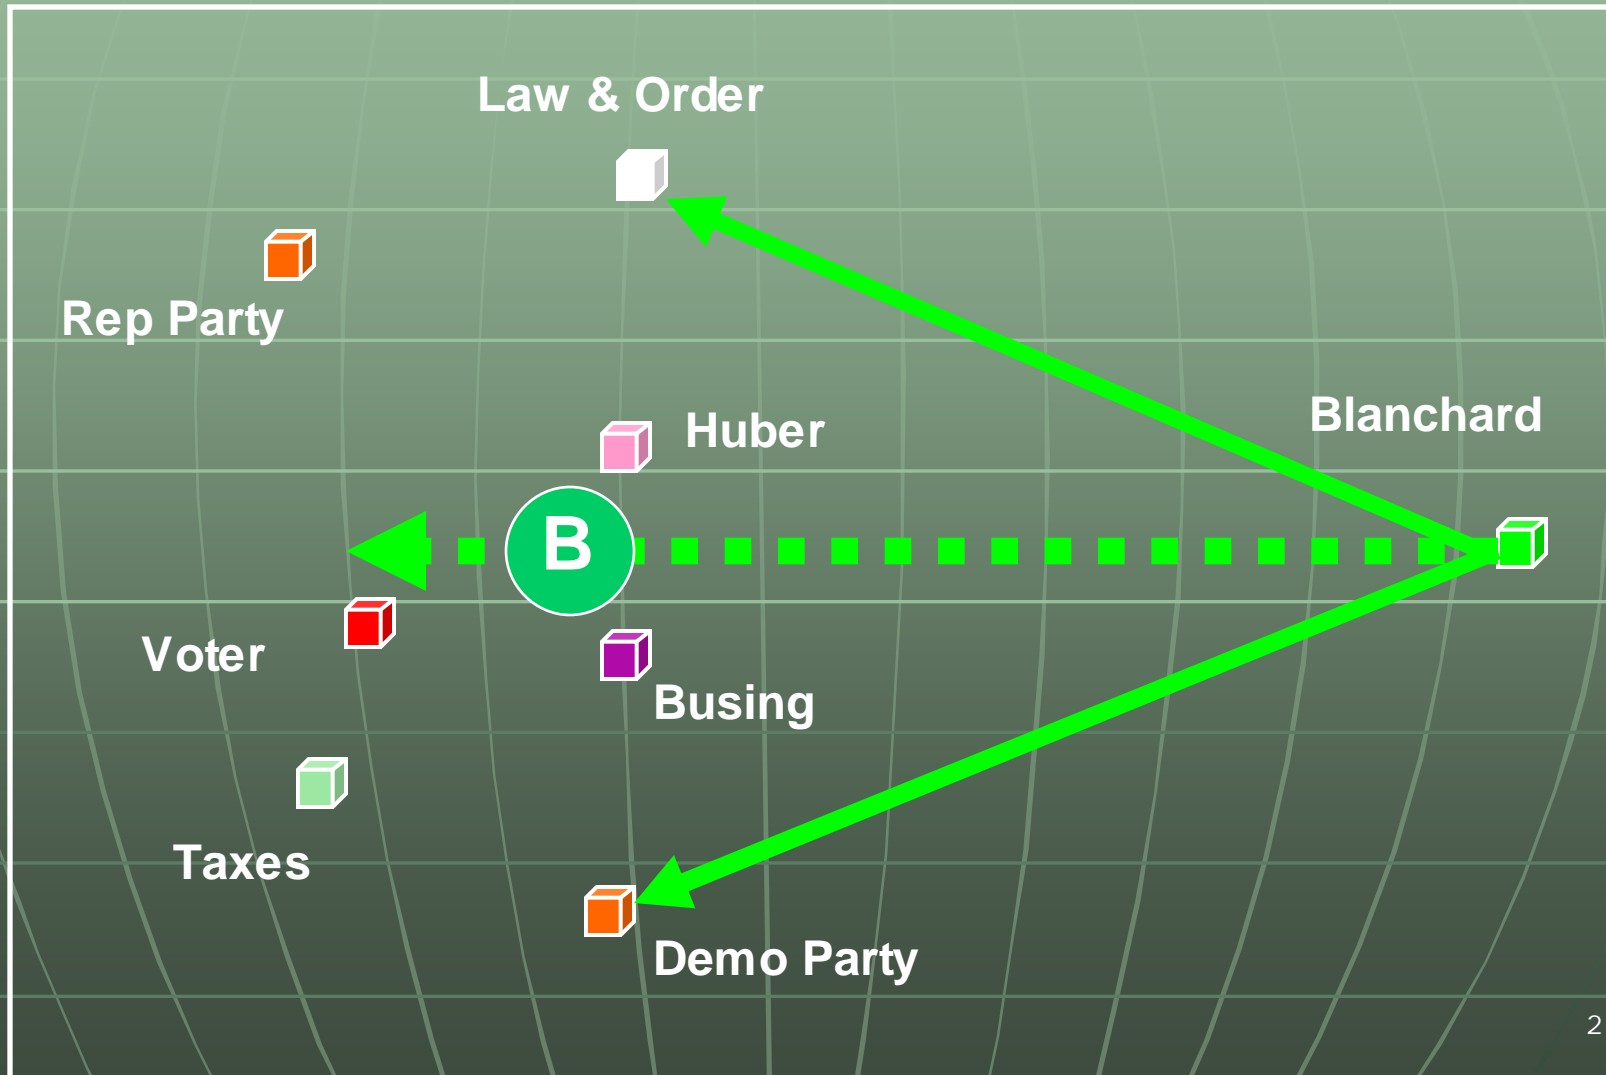 Law & Order
Rep Party
Huber
Blanchard
B
Voter
Busing
Taxes
Demo Party
2